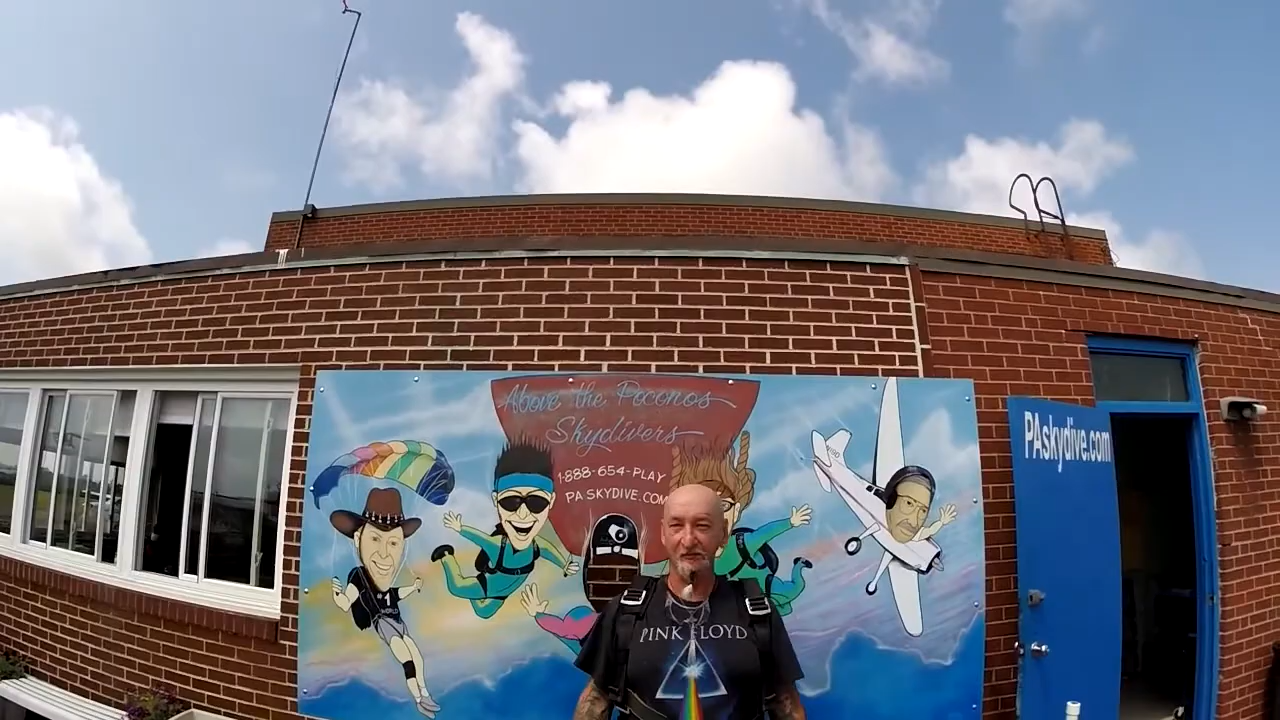 Above the Poconos
Skydivers
1-888-654-PLAY
PA SKYDIVE.COM
PAskydive.com
PINK FLOYD